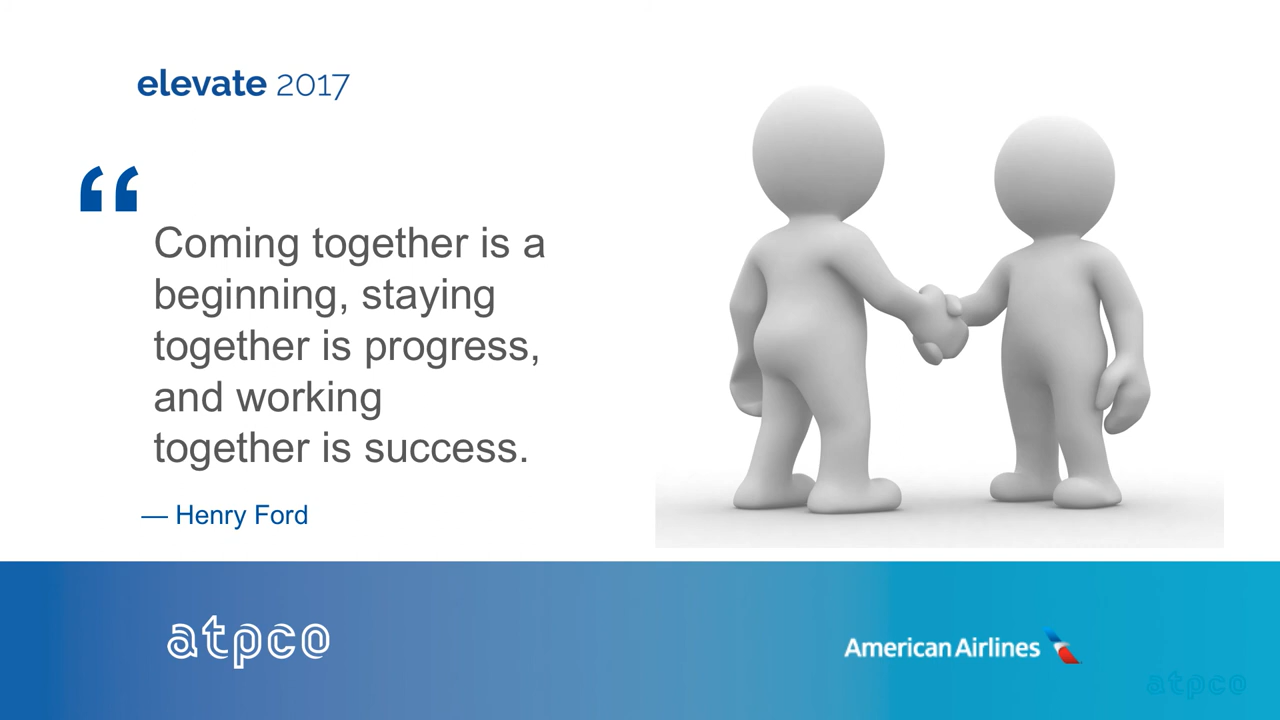 elevate 2017
“
Coming together is a
beginning, staying
together is progress,
and working
together is success.
— Henry Ford
atpco
American Airlines
atpco